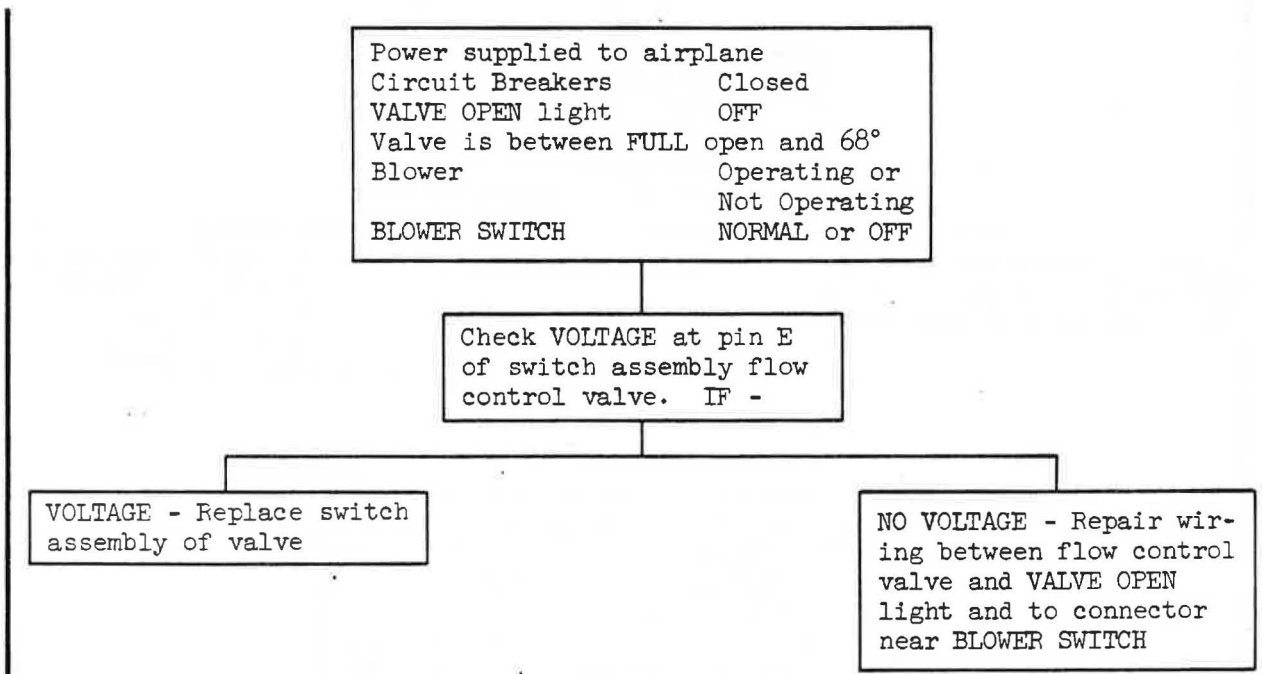 Power supplied to airplane
Circuit Breakers Closed
VALVE OPEN light OFF
Valve is between FULL open and 68°
Blower Operating or
Not Operating
BLOWER SWITCH NORMAL or OFF
Check VOLTAGE at pin E
of switch assembly flow
control valve. IF -
VOLTAGE - Replace switch
assembly of valve
NO VOLTAGE - Repair wir-
ing between flow control
valve and VALVE OPEN
light and to connector
near BLOWER SWITCH